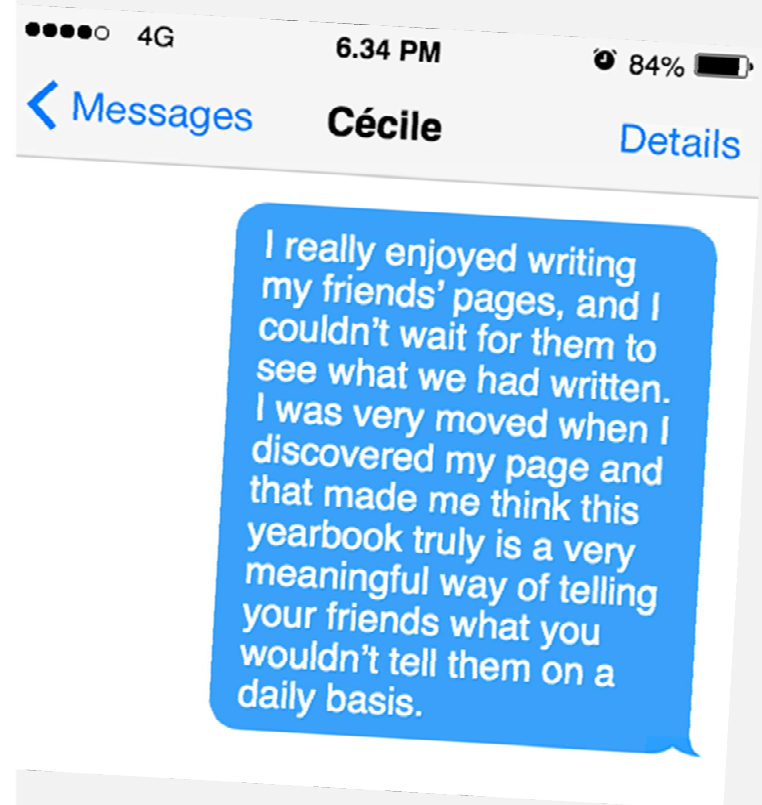 4G 6.34 PM 84%
Messages Cécile Details
I really enjoyed writing
my friends’ pages, and I
couldn’t wait for them to
see what we had written.
I was very moved when I
discovered my page and
that made me think this
yearbook truly is a very
meaningful way of telling
your friends what you
wouldn’t tell them on a
daily basis.